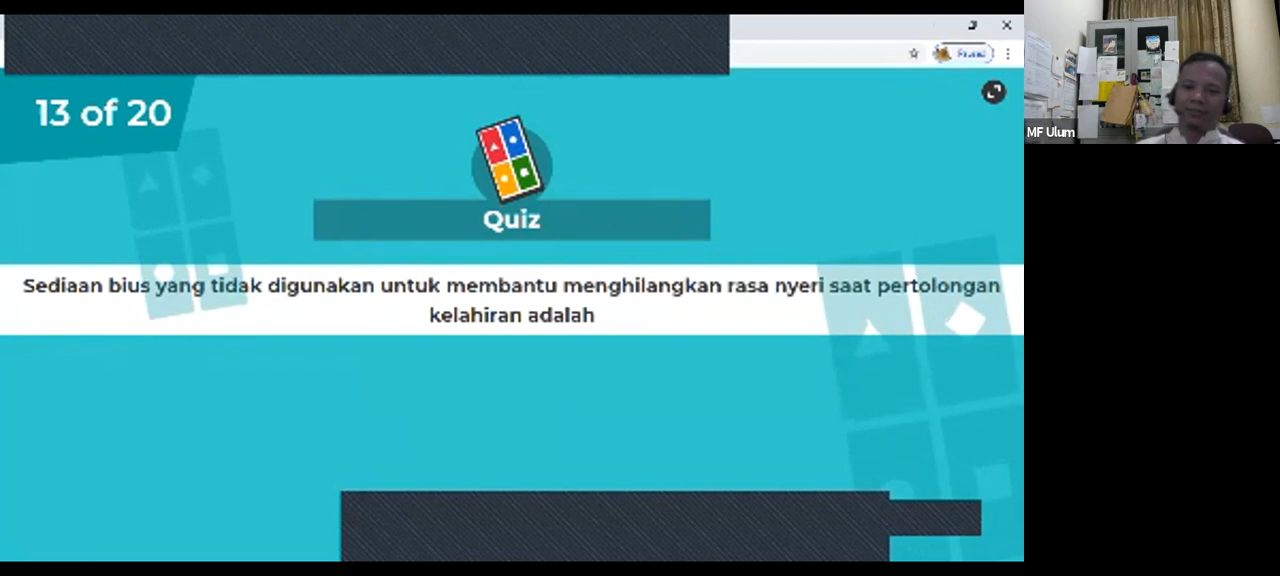 13 of 20
Quiz
Sediaan bius yang tidak digunakan untuk membantu menghilangkan rasa nyeri saat pertolongan
kelahiran adalah
Paused
MF Ulum